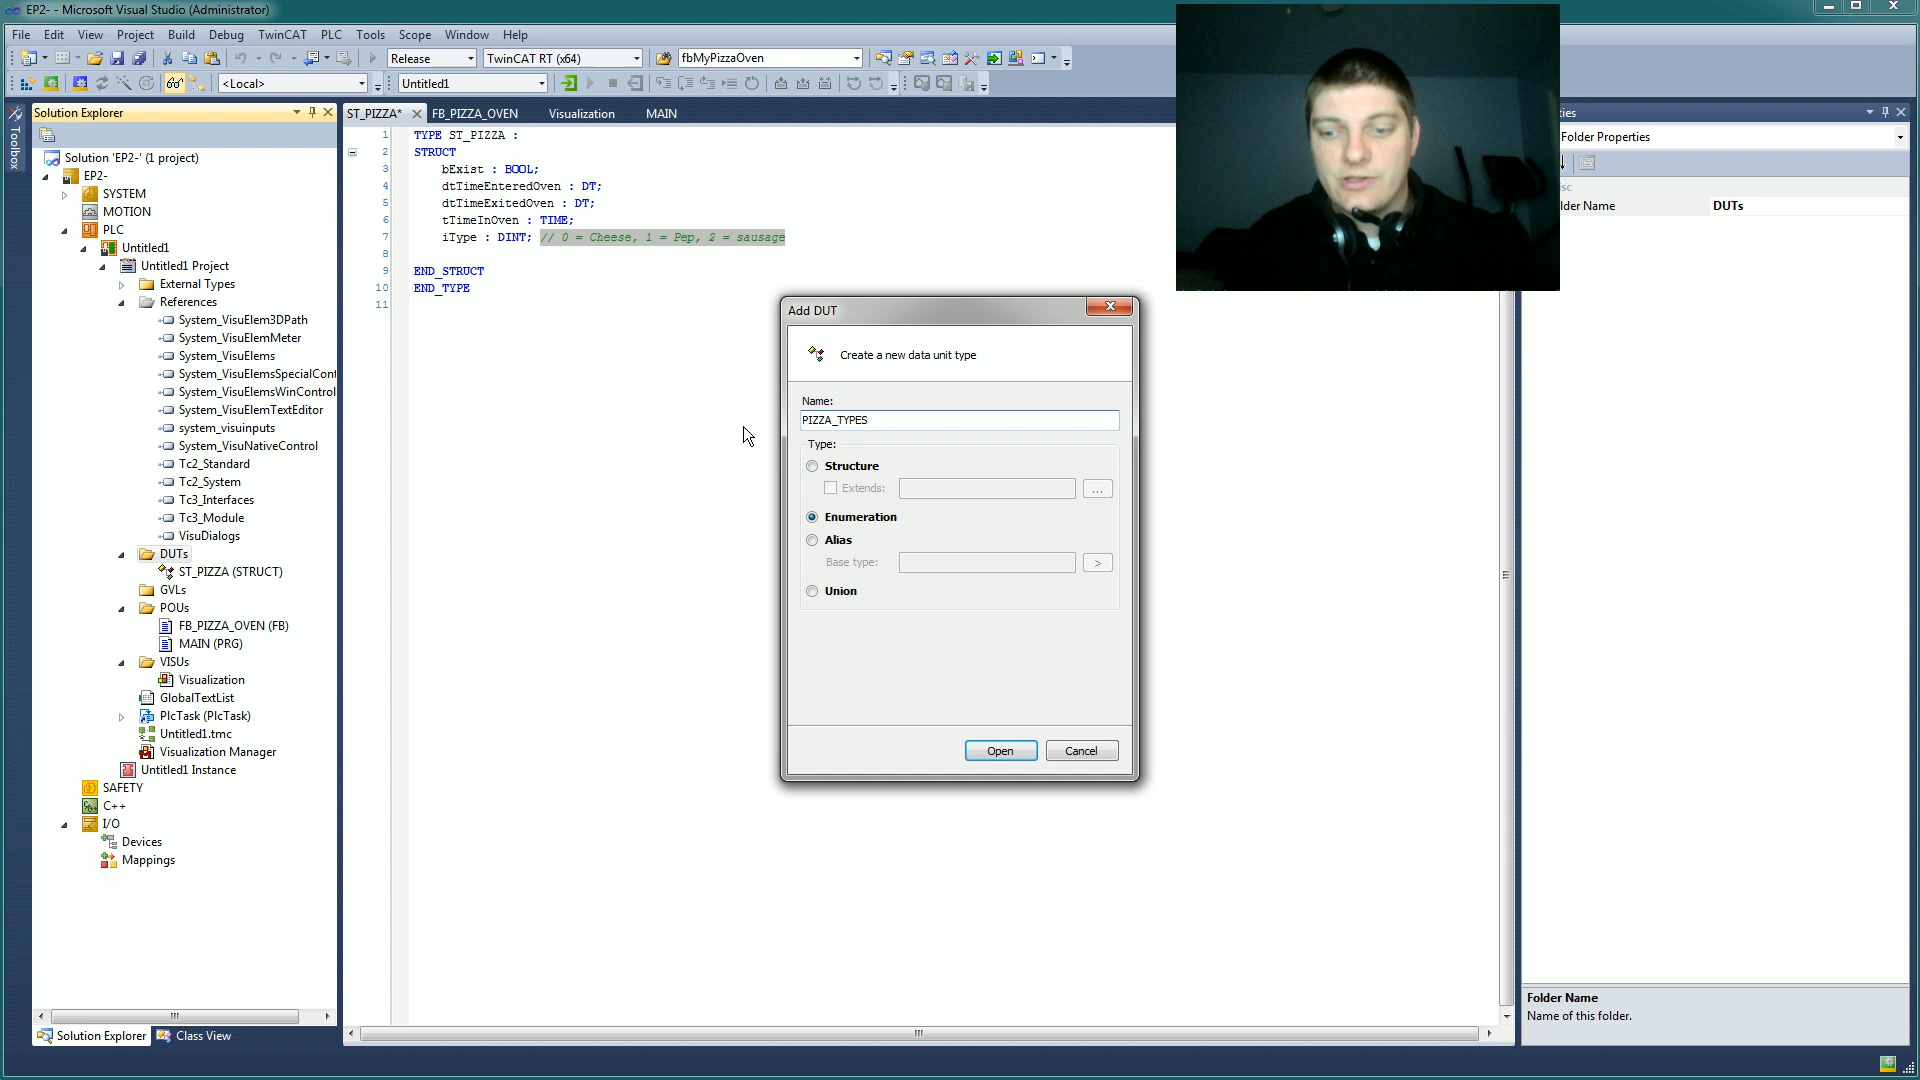 EP2- - Microsoft Visual Studio (Administrator)
File Edit View Project Build Debug TwinCAT PLC Tools Scope Window Help
Release TwinCAT RT (x64) fbMyPizzaOven
<Local> Untitled1
Toolbox
Solution Explorer
Solution 'EP2-' (1 project)
EP2-
SYSTEM
MOTION
PLC
Untitled1
Untitled1 Project
External Types
References
System_VisuElem3DPath
System_VisuElemMeter
System_VisuElems
System_VisuElemsSpecialCont
System_VisuElemsWinControl
System_VisuElemTextEditor
system_visuinputs
System_VisuNativeControl
Tc2_Standard
Tc2_System
Tc3_Interfaces
Tc3_Module
VisuDialogs
DUTs
ST_PIZZA (STRUCT)
GVLs
POUs
FB_PIZZA_OVEN (FB)
MAIN (PRG)
VISUs
Visualization
GlobalTextList
PlcTask (PlcTask)
Untitled1.tmc
Visualization Manager
Untitled1 Instance
SAFETY
C++
I/O
Devices
Mappings
Solution Explorer Class View
ST_PIZZA* FB_PIZZA_OVEN Visualization MAIN
1 TYPE ST_PIZZA :
2 STRUCT
3 bExist : BOOL;
4 dtTimeEnteredOven : DT;
5 dtTimeExitedOven : DT;
6 tTimeInOven : TIME;
7 iType : DINT; // 0 = Cheese, 1 = Pep, 2 = sausage
8
9 END_STRUCT
10 END_TYPE
11
Add DUT
Create a new data unit type
Name:
PIZZA_TYPES
Type:
Structure
Extends: ...
Enumeration
Alias
Base type: >
Union
Open Cancel
ties
Folder Properties
sc
lder Name DUTs
Folder Name
Name of this folder.